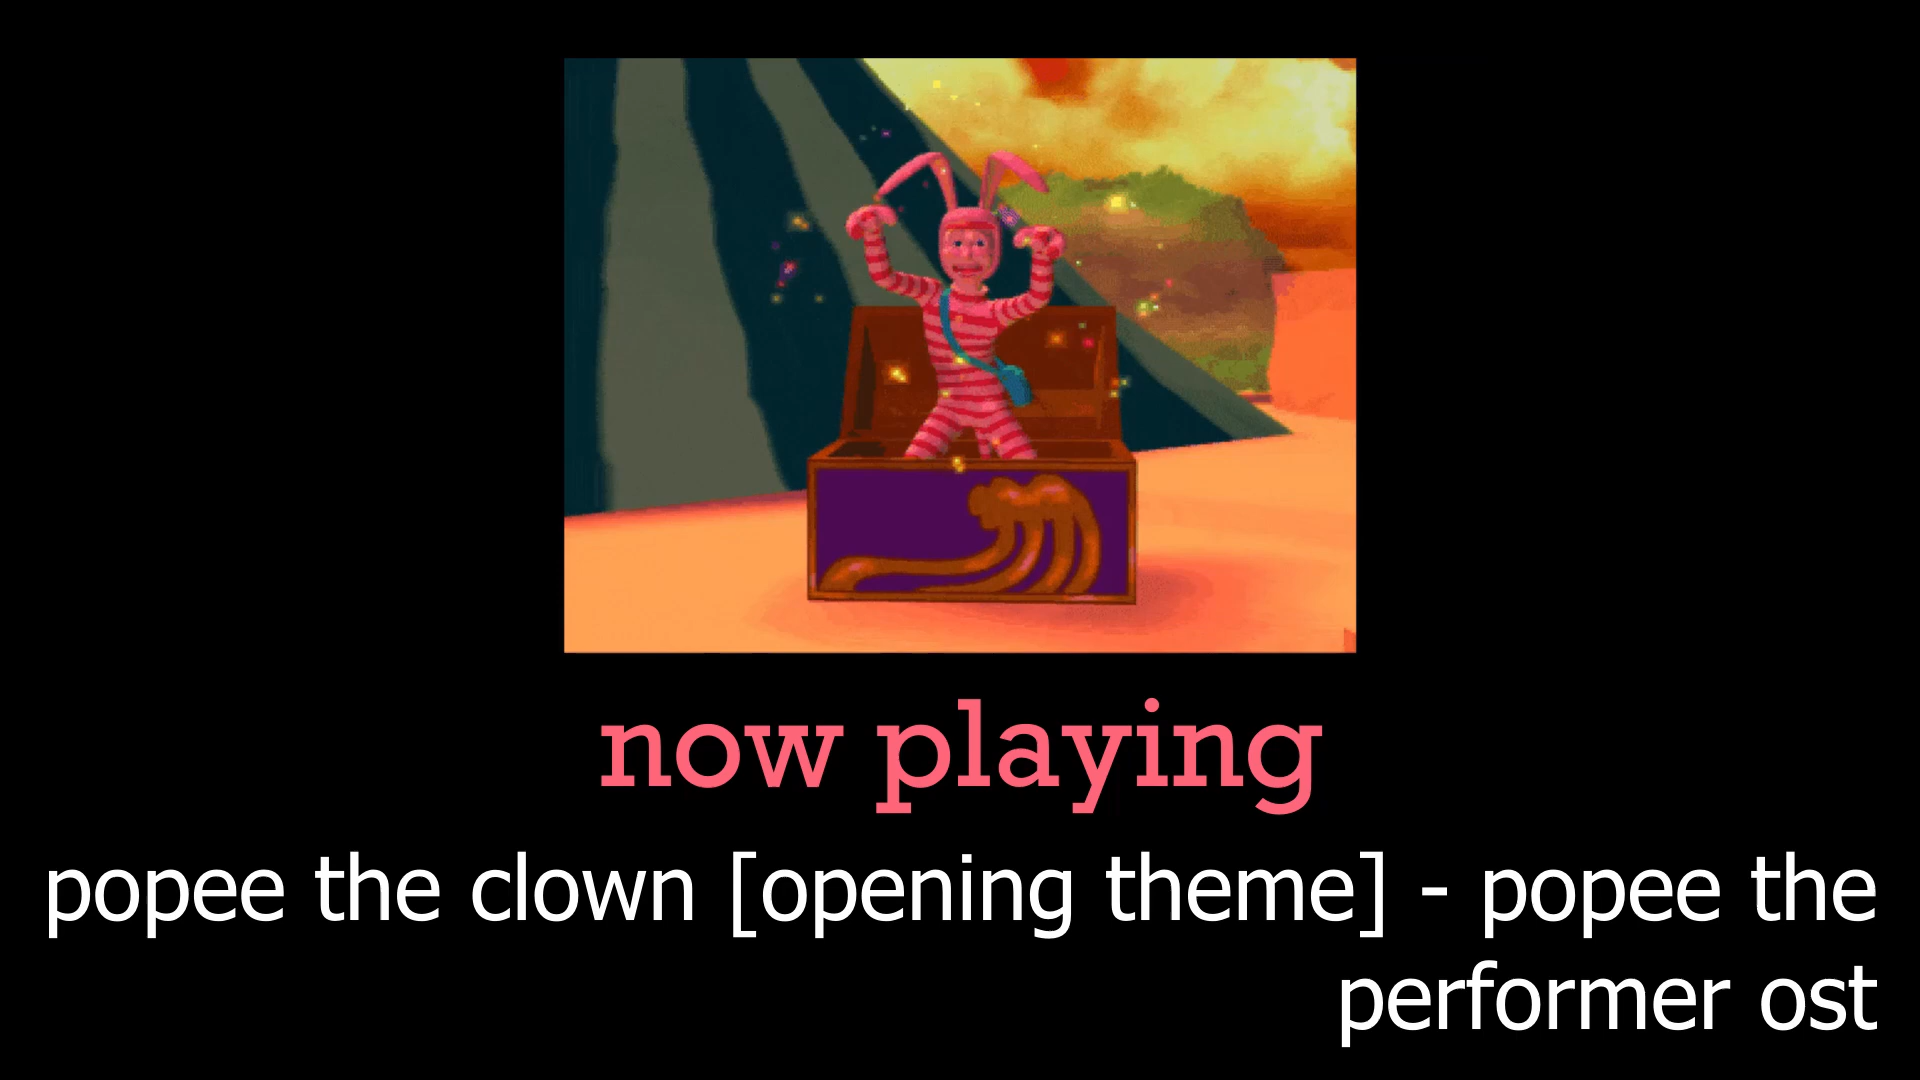 now playing
popee the clown [opening theme] - popee the
performer ost